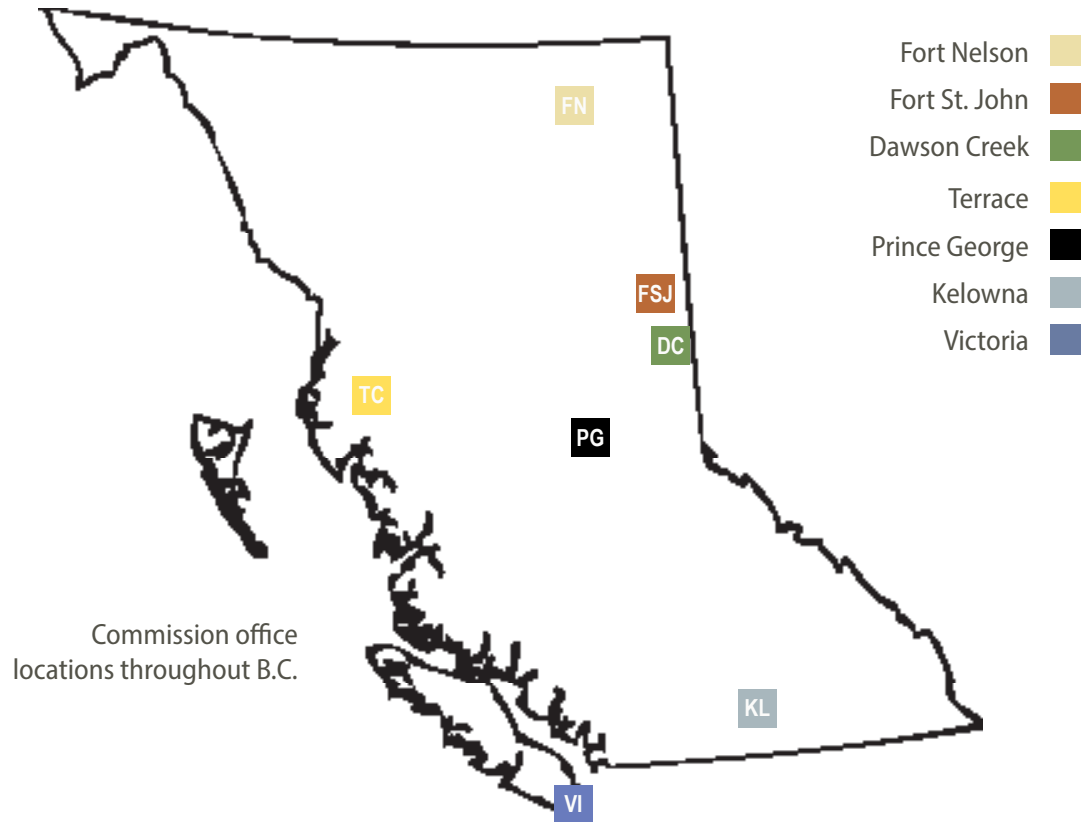 Fort Nelson
Fort St. John
Dawson Creek
Terrace
Prince George
Kelowna
Victoria
FN
FSJ
DC
TC
PG
KL
VI
Commission office
locations throughout B.C.